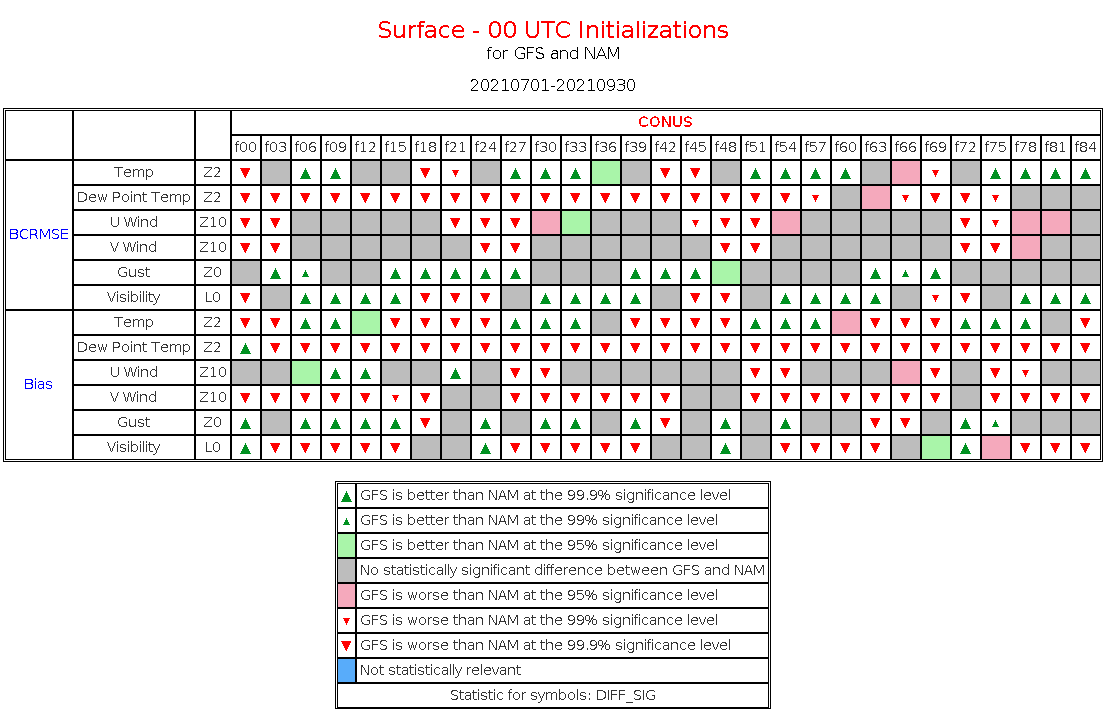 Surface - 00 UTC Initializations
for GFS and NAM
20210701-20210930
CONUS
f00 f03 f06 f09 f12 f15 f18 f21 f24 f27 f30 f33 f36 f39 f42 f45 f48 f51 f54 f57 f60 f63 f66 f69 f72 f75 f78 f81 f84
BCRMSE
Temp Z2
Dew Point Temp Z2
U Wind Z10
V Wind Z10
Gust Z0
Visibility L0
Bias
Temp Z2
Dew Point Temp Z2
U Wind Z10
V Wind Z10
Gust Z0
Visibility L0
GFS is better than NAM at the 99.9% significance level
GFS is better than NAM at the 99% significance level
GFS is better than NAM at the 95% significance level
No statistically significant difference between GFS and NAM
GFS is worse than NAM at the 95% significance level
GFS is worse than NAM at the 99% significance level
GFS is worse than NAM at the 99.9% significance level
Not statistically relevant
Statistic for symbols: DIFF_SIG